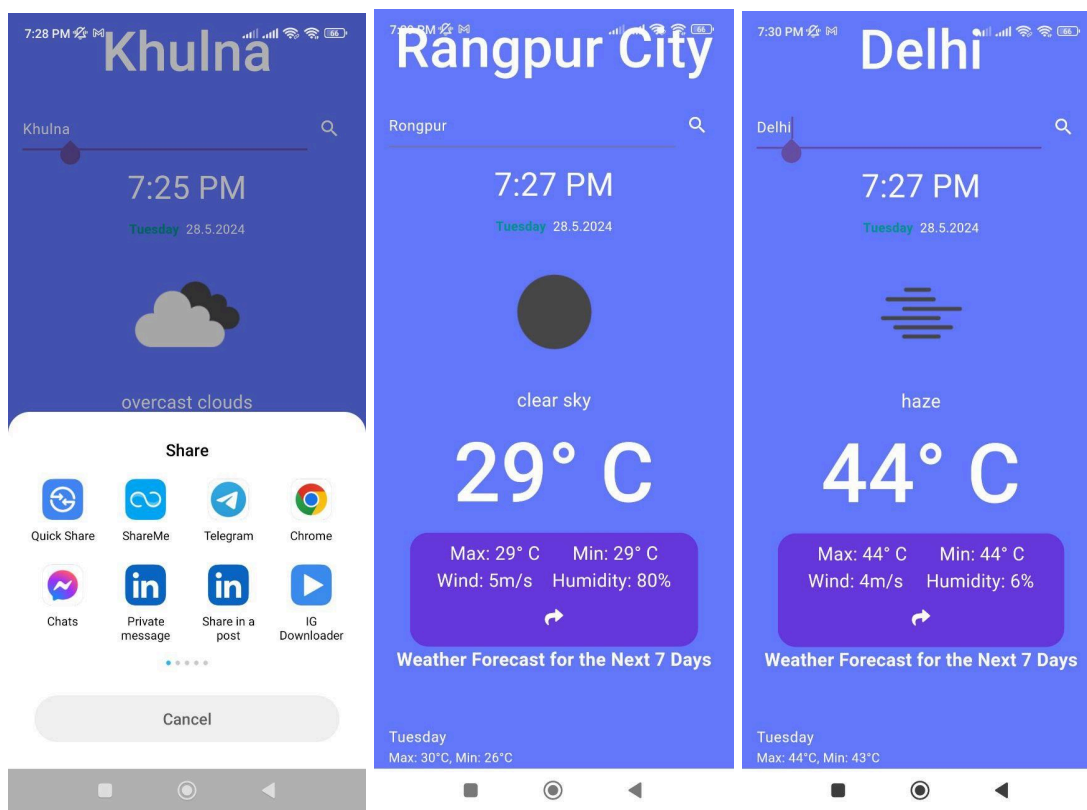 7:28 PM
66
Khulna
Khulna
7:25 PM
Tuesday 28.5.2024
overcast clouds
Share
Quick Share
ShareMe
Telegram
Chrome
Chats
Private message
Share in a post
IG Downloader
Cancel
66
Rangpur City
Rongpur
7:27 PM
Tuesday 28.5.2024
clear sky
29° C
Max: 29° C Min: 29° C
Wind: 5m/s Humidity: 80%
Weather Forecast for the Next 7 Days
Tuesday
Max: 30°C, Min: 26°C
7:30 PM
66
Delhi
Delhi
7:27 PM
Tuesday 28.5.2024
haze
44° C
Max: 44° C Min: 44° C
Wind: 4m/s Humidity: 6%
Weather Forecast for the Next 7 Days
Tuesday
Max: 44°C, Min: 43°C